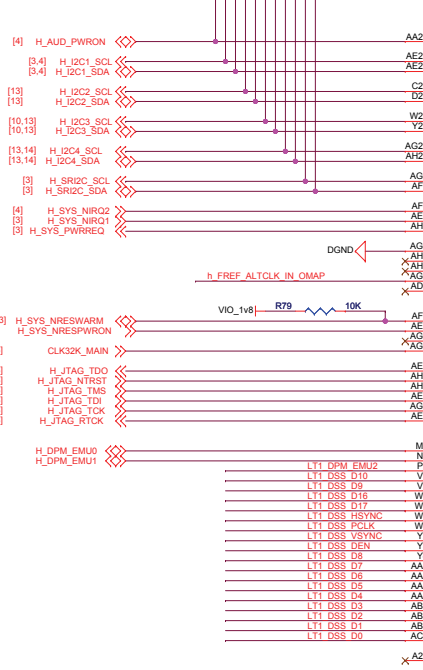 [4] H_AUD_PWRON AA2
[3,4] H_I2C1_SCL AE2
[3,4] H_I2C1_SDA AE2
[13] H_I2C2_SCL C2
[13] H_I2C2_SDA D2
[10,13] H_I2C3_SCL W2
[10,13] H_I2C3_SDA Y2
[13,14] H_I2C4_SCL AG2
[13,14] H_I2C4_SDA AH2
[3] H_SRI2C_SCL AG
[3] H_SRI2C_SDA AF
[4] H_SYS_NIRQ2 AF
[3] H_SYS_NIRQ1 AE
[3] H_SYS_PWRREQ AH
DGND AG
AH
AH
h_FREF_ALTCLK_IN_OMAP AG
AD
VIO_1v8 R79 10K
3] H_SYS_NRESWARM AF
H_SYS_NRESPWRON AE
AG
] CLK32K_MAIN AG
] H_JTAG_TDO AE
] H_JTAG_NTRST AH
] H_JTAG_TMS AH
] H_JTAG_TDI AE
] H_JTAG_TCK AG
] H_JTAG_RTCK AE
H_DPM_EMU0 M
H_DPM_EMU1 N
LT1_DPM_EMU2 P
LT1_DSS_D10 V
LT1_DSS_D9 V
LT1_DSS_D16 W
LT1_DSS_D17 W
LT1_DSS_HSYNC W
LT1_DSS_PCLK W
LT1_DSS_VSYNC Y
LT1_DSS_DEN Y
LT1_DSS_D8 Y
LT1_DSS_D7 AA
LT1_DSS_D6 AA
LT1_DSS_D5 AA
LT1_DSS_D4 AA
LT1_DSS_D3 AB
LT1_DSS_D2 AB
LT1_DSS_D1 AB
LT1_DSS_D0 AC
A2